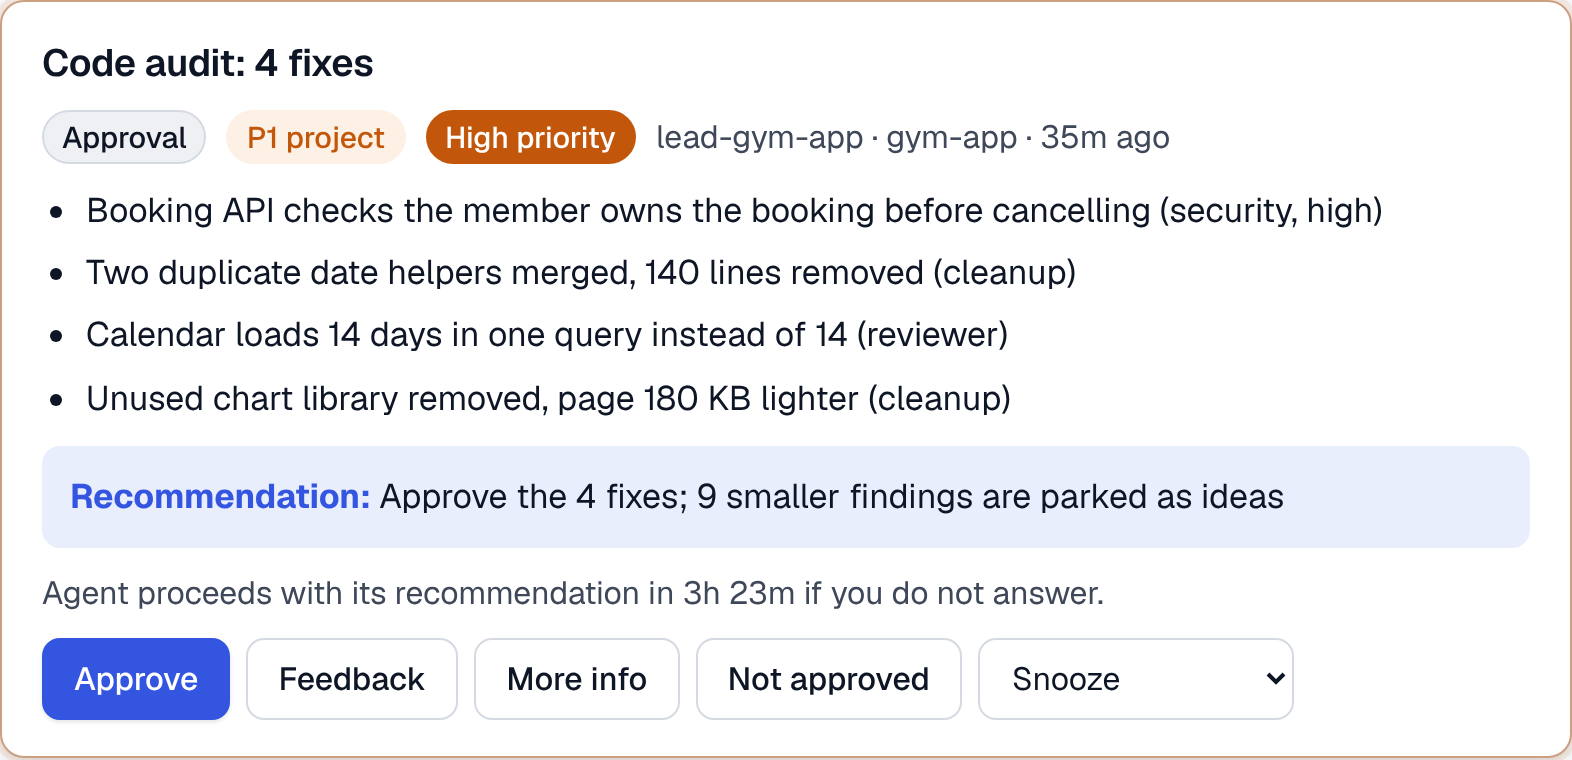 Code audit: 4 fixes
Approval P1 project High priority lead-gym-app · gym-app · 35m ago
• Booking API checks the member owns the booking before cancelling (security, high)
• Two duplicate date helpers merged, 140 lines removed (cleanup)
• Calendar loads 14 days in one query instead of 14 (reviewer)
• Unused chart library removed, page 180 KB lighter (cleanup)
Recommendation: Approve the 4 fixes; 9 smaller findings are parked as ideas
Agent proceeds with its recommendation in 3h 23m if you do not answer.
Approve Feedback More info Not approved Snooze